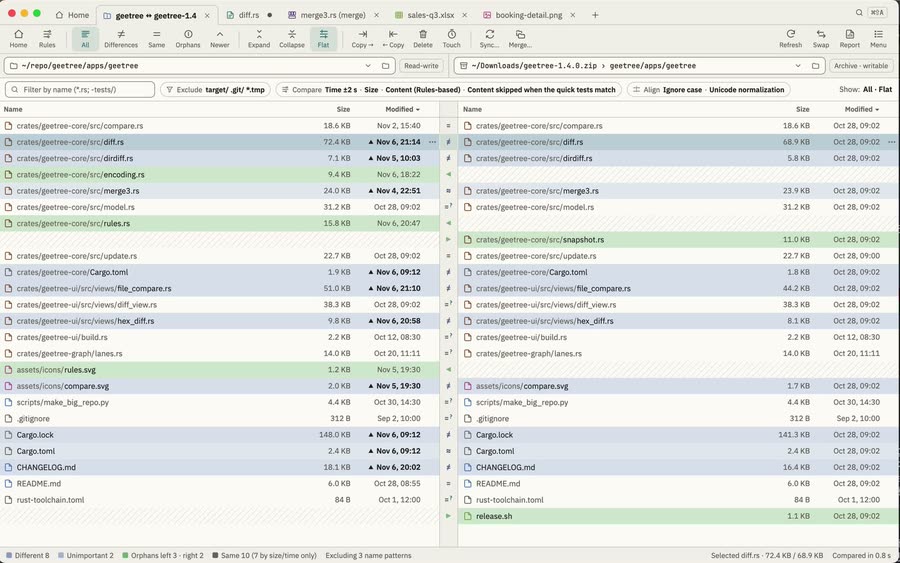 Home geetree ↔ geetree-1.4 × diff.rs ● merge3.rs (merge) × sales-q3.xlsx × booking-detail.png × +
Home Rules All Differences Same Orphans Newer Expand Collapse Flat Copy→ ←Copy Delete Touch Sync... Merge... Refresh Swap Report Menu
~/repo/geetree/apps/geetree Read-write ~/Downloads/geetree-1.4.0.zip › geetree/apps/geetree Archive · writable
Filter by name (*.rs; -tests/) Exclude target/ .git/ *.tmp Compare Time ±2 s · Size · Content (Rules-based) · Content skipped when the quick tests match Align Ignore case · Unicode normalization Show: All · Flat
Name Size Modified ▾ Name Size Modified ▾
crates/geetree-core/src/compare.rs 18.6 KB Nov 2, 15:40 = crates/geetree-core/src/compare.rs 18.6 KB Oct 28, 09:02
crates/geetree-core/src/diff.rs 72.4 KB ▲ Nov 6, 21:14 ··· ≠ crates/geetree-core/src/diff.rs 68.9 KB Oct 28, 09:02 ···
crates/geetree-core/src/dirdiff.rs 7.1 KB ▲ Nov 5, 10:03 ≠ crates/geetree-core/src/dirdiff.rs 5.8 KB Oct 28, 09:02
crates/geetree-core/src/encoding.rs 9.4 KB Nov 6, 18:22
crates/geetree-core/src/merge3.rs 24.0 KB ▲ Nov 4, 22:51 ≈ crates/geetree-core/src/merge3.rs 23.9 KB Oct 28, 09:02
crates/geetree-core/src/model.rs 31.2 KB Oct 28, 09:02 =? crates/geetree-core/src/model.rs 31.2 KB Oct 28, 09:02
crates/geetree-core/src/rules.rs 15.8 KB Nov 6, 20:47
crates/geetree-core/src/snapshot.rs 11.0 KB Oct 28, 09:02
crates/geetree-core/src/update.rs 22.7 KB Oct 28, 09:02 = crates/geetree-core/src/update.rs 22.7 KB Oct 28, 09:00
crates/geetree-core/Cargo.toml 1.9 KB ▲ Nov 6, 09:12 ≠ crates/geetree-core/Cargo.toml 1.8 KB Oct 28, 09:02
crates/geetree-ui/src/views/file_compare.rs 51.0 KB ▲ Nov 6, 21:10 ≠ crates/geetree-ui/src/views/file_compare.rs 44.2 KB Oct 28, 09:02
crates/geetree-ui/src/views/diff_view.rs 38.3 KB Oct 28, 09:02 =? crates/geetree-ui/src/views/diff_view.rs 38.3 KB Oct 28, 09:02
crates/geetree-ui/src/views/hex_diff.rs 9.8 KB ▲ Nov 6, 20:58 ≠ crates/geetree-ui/src/views/hex_diff.rs 8.1 KB Oct 28, 09:02
crates/geetree-ui/build.rs 2.2 KB Oct 12, 08:30 =? crates/geetree-ui/build.rs 2.2 KB Oct 12, 08:30
crates/geetree-graph/lanes.rs 14.0 KB Oct 20, 11:11 =? crates/geetree-graph/lanes.rs 14.0 KB Oct 20, 11:11
assets/icons/rules.svg 1.2 KB Nov 5, 19:30
assets/icons/compare.svg 2.0 KB ▲ Nov 5, 19:30 ≠ assets/icons/compare.svg 1.7 KB Oct 28, 09:02
scripts/make_big_repo.py 4.4 KB Oct 30, 14:30 =? scripts/make_big_repo.py 4.4 KB Oct 30, 14:30
.gitignore 312 B Sep 2, 10:00 =? .gitignore 312 B Sep 2, 10:00
Cargo.lock 148.0 KB ▲ Nov 6, 09:12 ≠ Cargo.lock 141.3 KB Oct 28, 09:02
Cargo.toml 2.4 KB ▲ Nov 6, 09:12 ≈ Cargo.toml 2.4 KB Oct 28, 09:02
CHANGELOG.md 18.1 KB ▲ Nov 6, 20:02 ≠ CHANGELOG.md 16.4 KB Oct 28, 09:02
README.md 6.0 KB Oct 28, 08:55 = README.md 6.0 KB Oct 28, 09:02
rust-toolchain.toml 84 B Oct 1, 12:00 =? rust-toolchain.toml 84 B Oct 1, 12:00
release.sh 1.1 KB Oct 28, 09:02
Different 8 Unimportant 2 Orphans left 3 · right 2 Same 10 (7 by size/time only) Excluding 3 name patterns Selected diff.rs · 72.4 KB / 68.9 KB Compared in 0.8 s